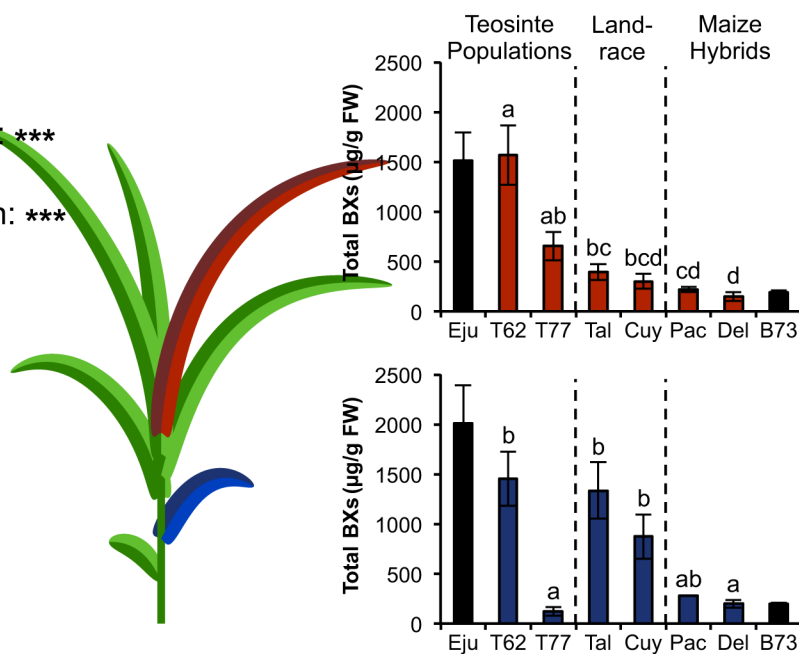 Teosinte Populations
Land-race
Maize Hybrids
: ***
n: ***
Total BXs (µg/g FW)
2500
2000
1500
1000
500
0
a
ab
bc
bcd
cd
d
Eju T62 T77 Tal Cuy Pac Del B73
Total BXs (µg/g FW)
2500
2000
1500
1000
500
0
b
a
b
b
ab
a
Eju T62 T77 Tal Cuy Pac Del B73